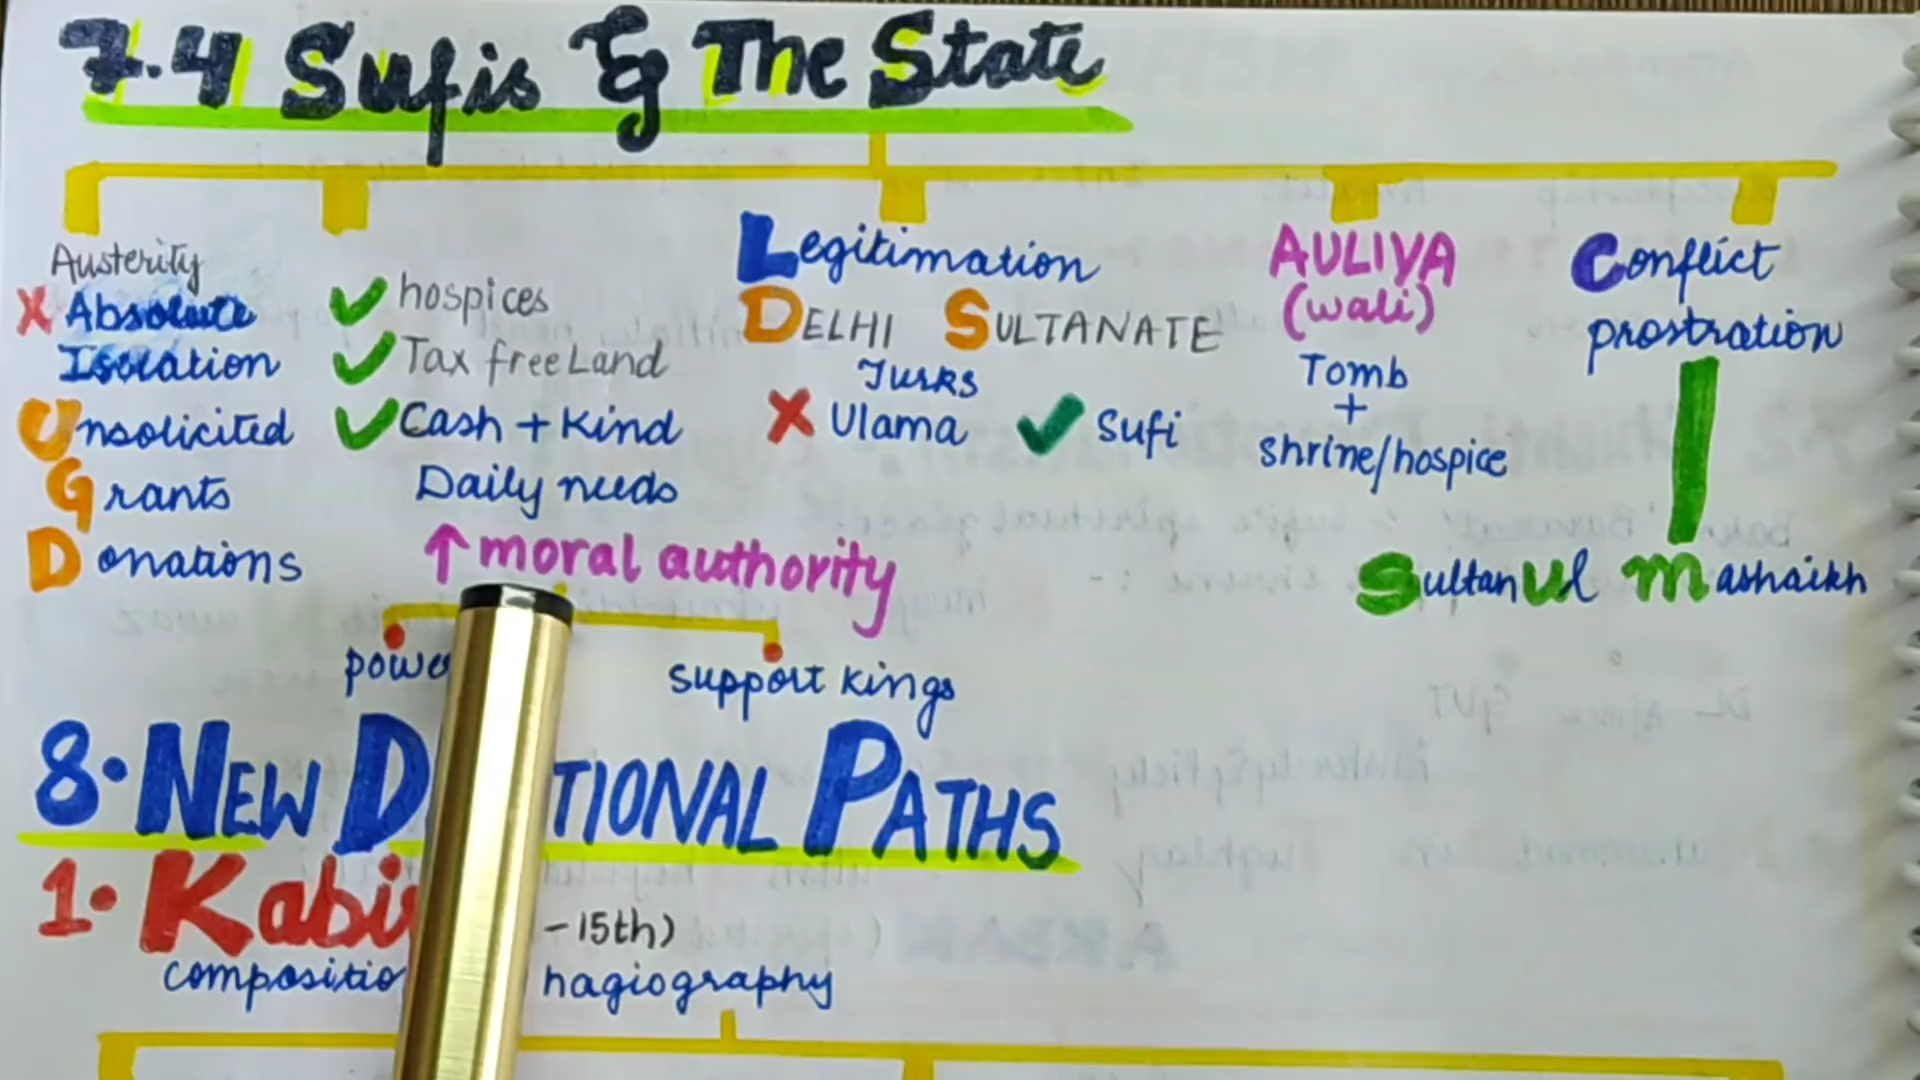 7.4 Sufis & The State
Austerity
X Absolute
Isolation
Unsolicited
Grants
Donations
✓ hospices
✓ Tax free Land
✓ Cash + Kind
Daily needs
↑ moral authority
support kings
Legitimation
DELHI SULTANATE
Turks
X Ulama ✓ Sufi
AULIYA
(wali)
Tomb
+
Shrine/hospice
Conflict
prostration
Sultan ul mashaikh
8. NEW PATHS
1.
-15th)
hagiography